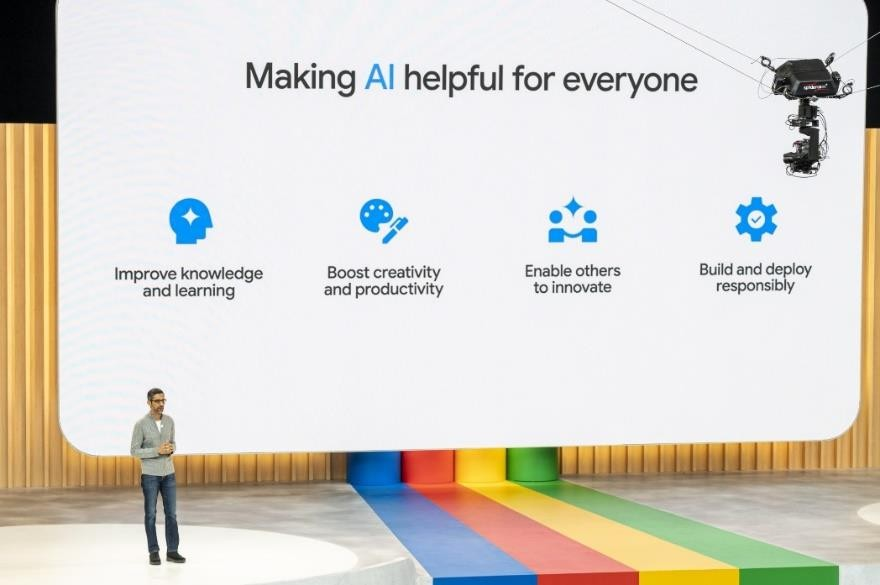 Making AI helpful for everyone
Improve knowledge
and learning
Boost creativity
and productivity
Enable others
to innovate
Build and deploy
responsibly